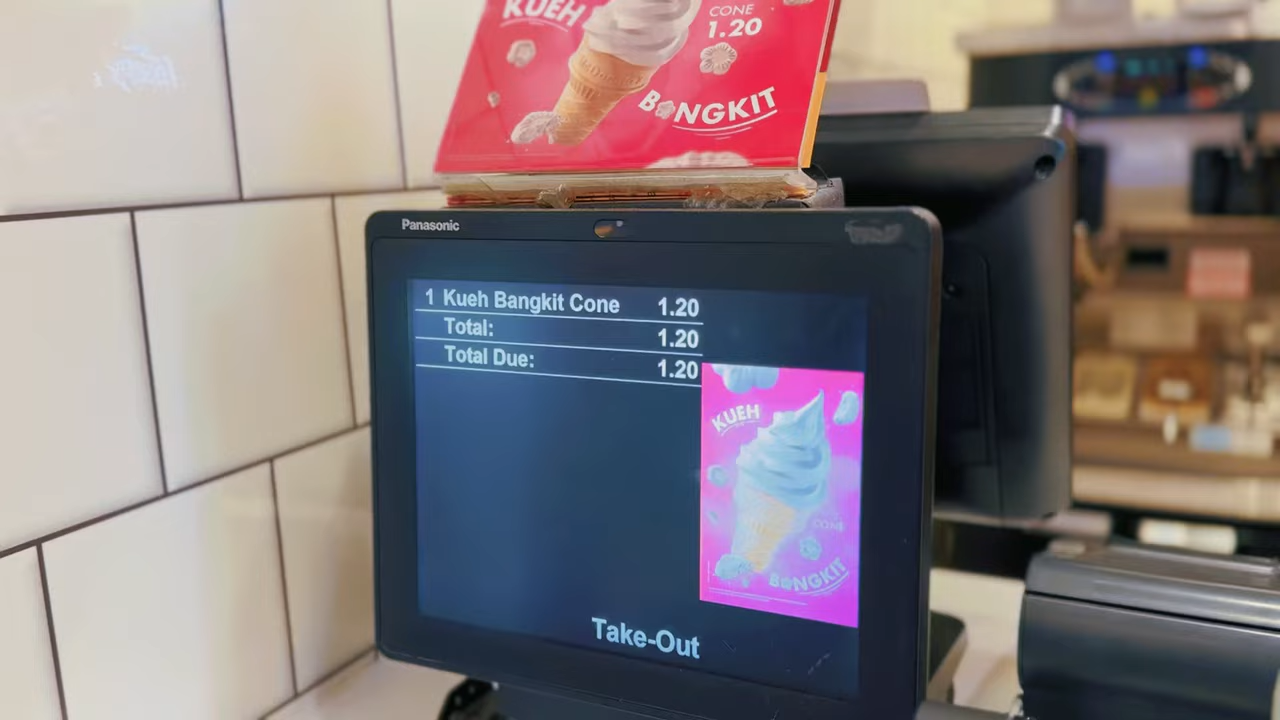 KUEH
CONE
1.20
BANGKIT
Panasonic
1 Kueh Bangkit Cone 1.20
Total: 1.20
Total Due: 1.20
KUEH
CONE
BANGKIT
Take-Out